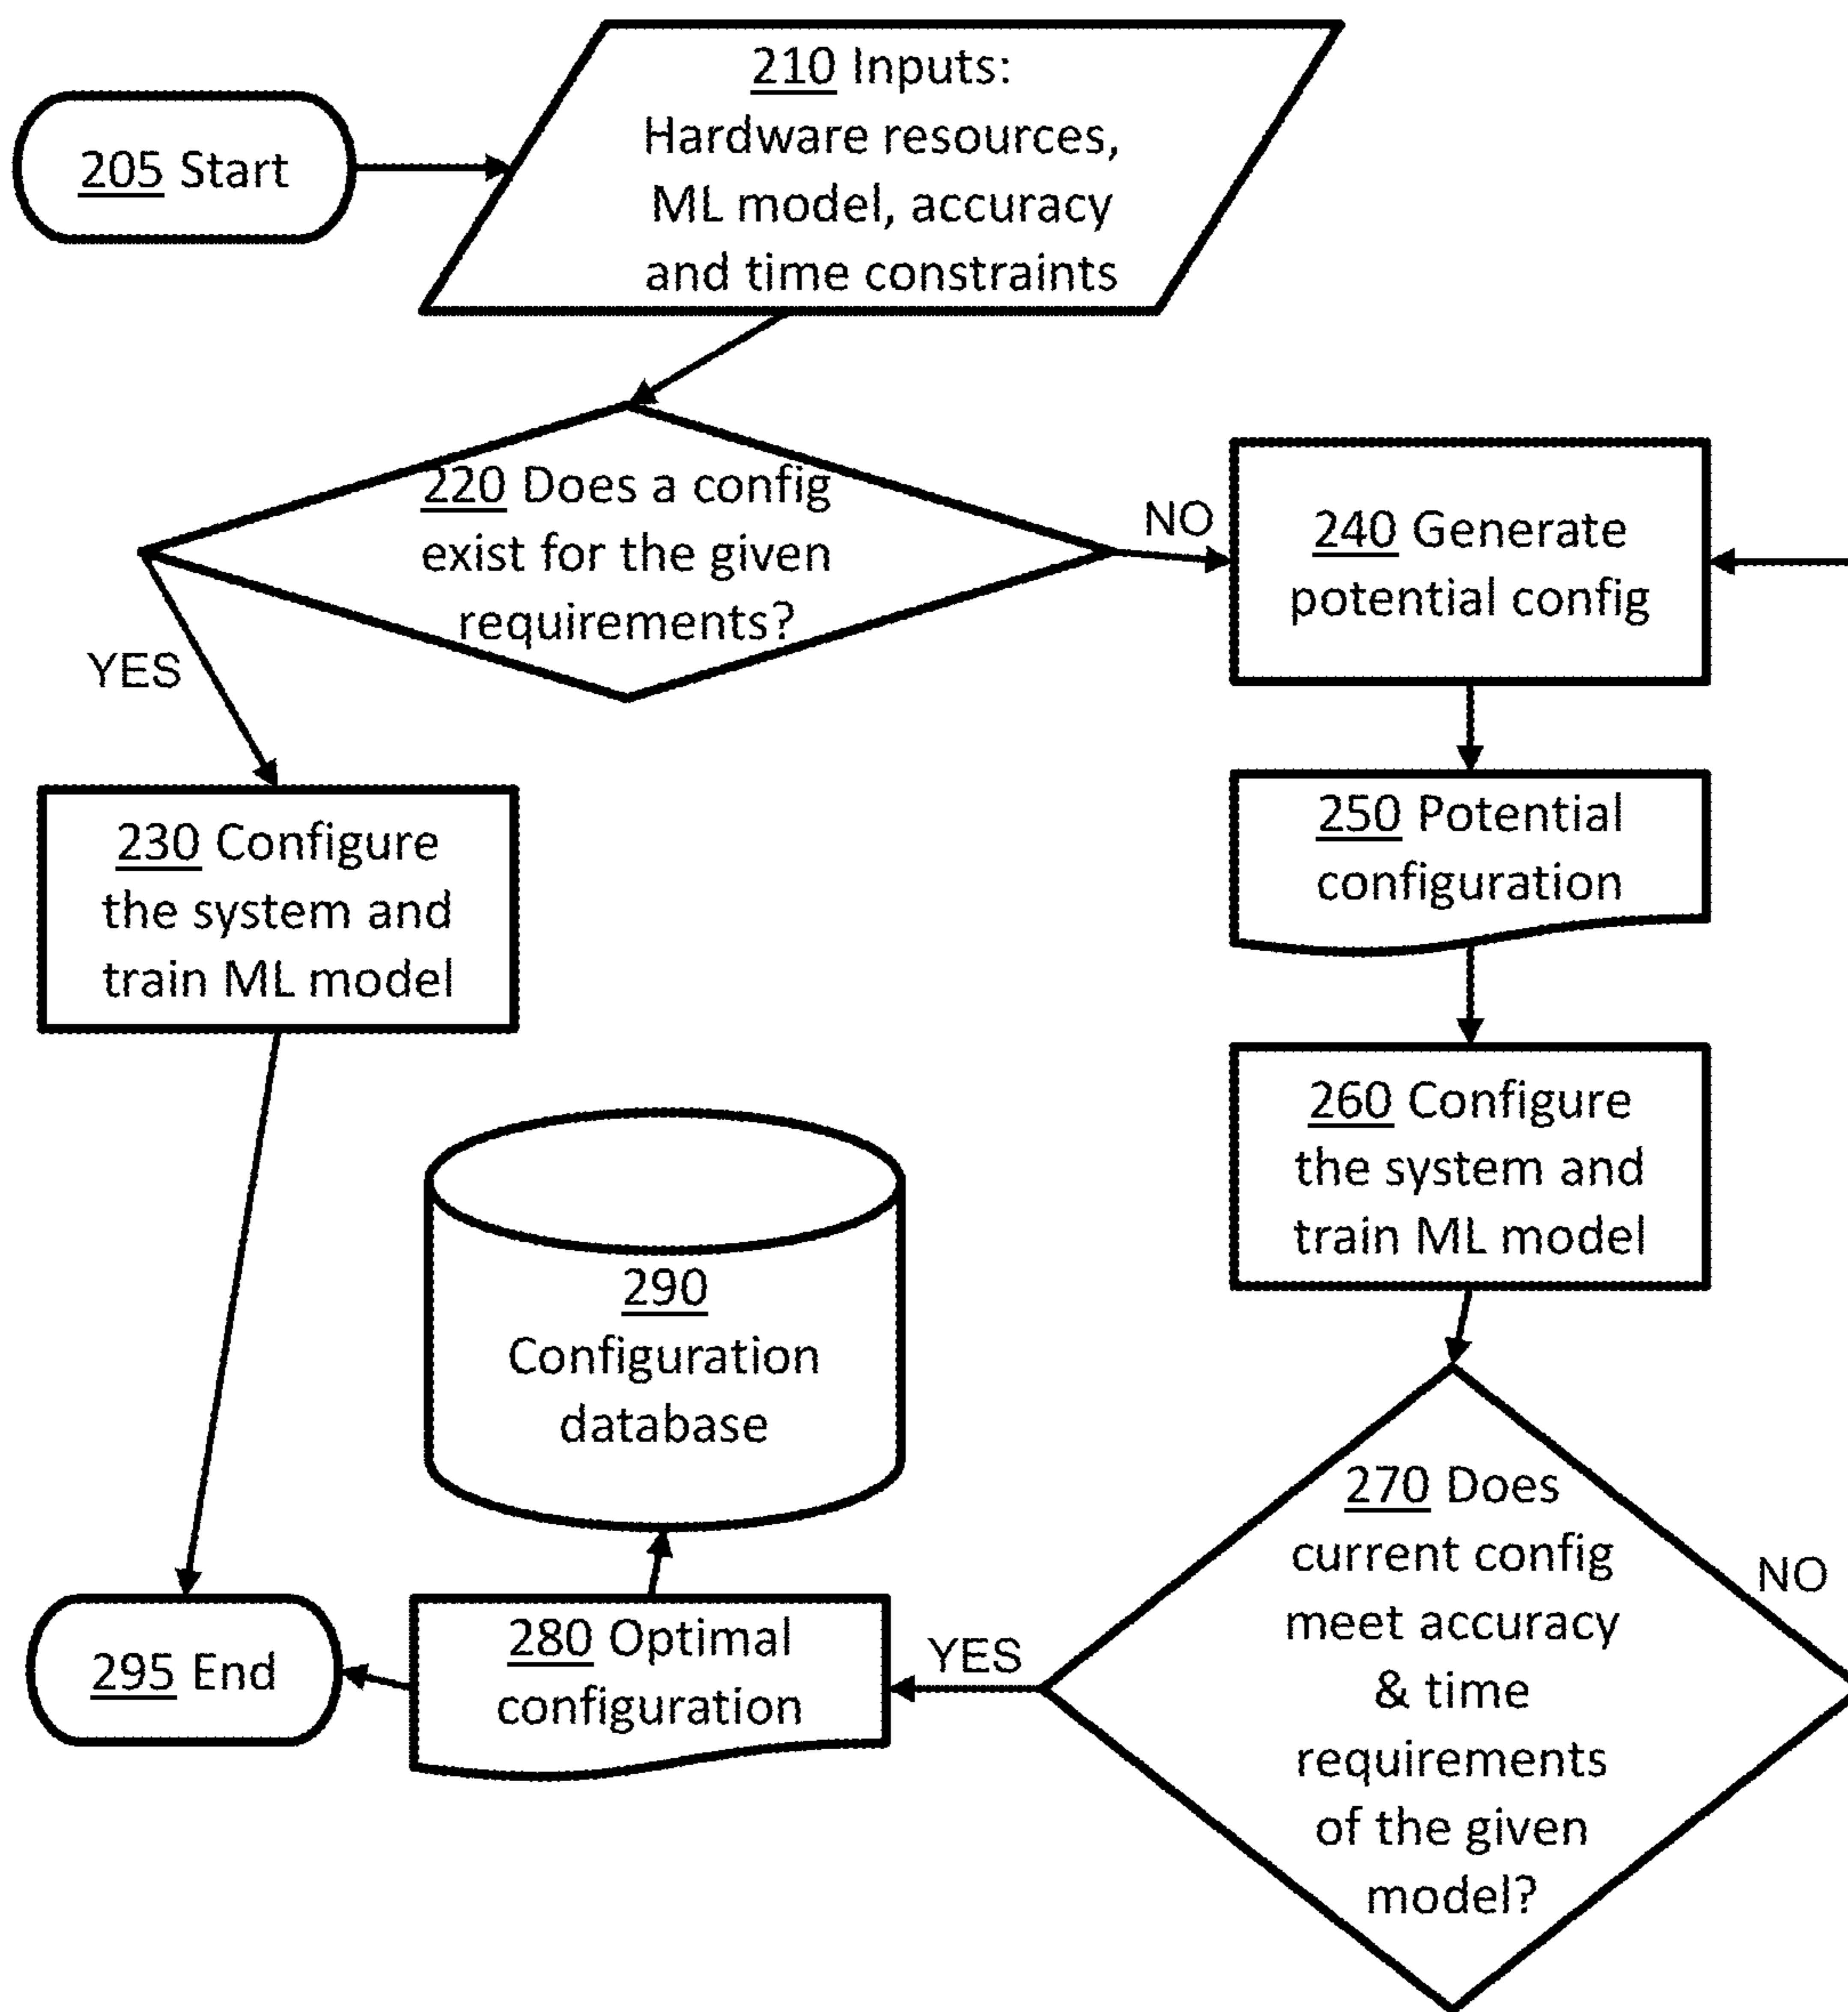 210 Inputs:
Hardware resources,
ML model, accuracy
and time constraints
205 Start
220 Does a config
exist for the given
requirements?
NO
YES
240 Generate
potential config
230 Configure
the system and
train ML model
250 Potential
configuration
260 Configure
the system and
train ML model
290
Configuration
database
270 Does
current config
meet accuracy
& time
requirements
of the given
model?
NO
YES
280 Optimal
configuration
295 End